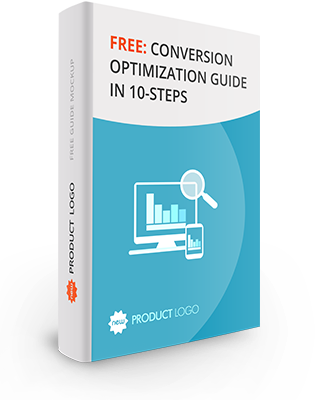 FREE: CONVERSION
OPTIMIZATION GUIDE
IN 10-STEPS
new
PRODUCT LOGO
PRODUCT LOGO
FREE GUIDE MOCKUP